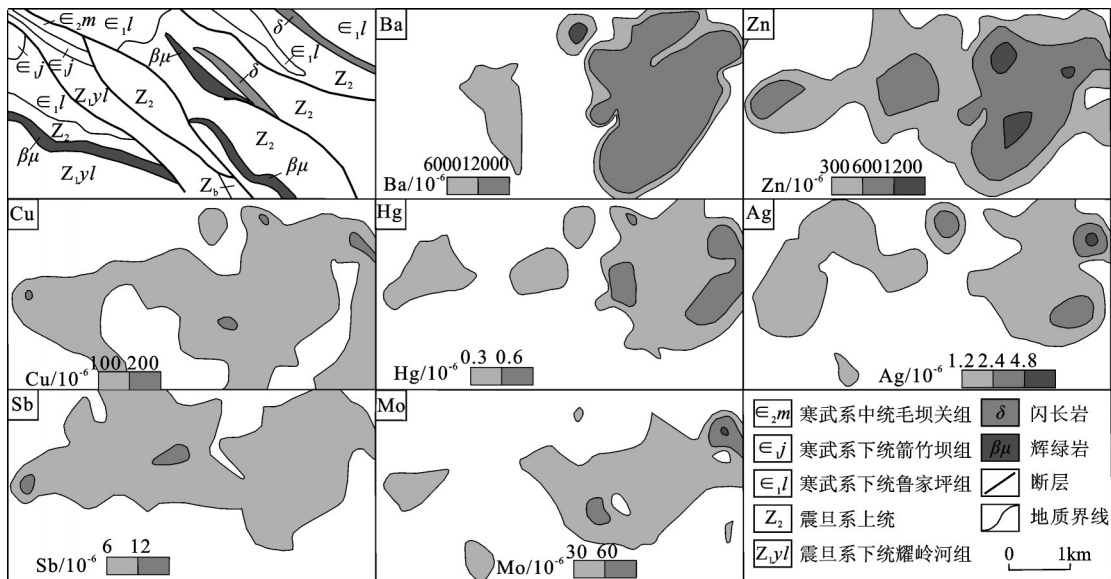 ∈₂m
∈₁l
δ
∈₁l
∈₁j
∈₁j
βμ
∈₁l
δ
Z₂
∈₁l
Z₁yl
Z₂
Z₂
Z₂
βμ
Z₁yl
Z_b
βμ
Ba
6000 12000
Ba/10⁻⁶
Zn
300 600 1200
Zn/10⁻⁶
Cu
100 200
Cu/10⁻⁶
Hg
0.3 0.6
Hg/10⁻⁶
Ag
1.2 2.4 4.8
Ag/10⁻⁶
Sb
6 12
Sb/10⁻⁶
Mo
30 60
Mo/10⁻⁶
∈₂m 寒武系中统毛坝关组 δ 闪长岩
∈₁j 寒武系下统箭竹坝组 βμ 辉绿岩
∈₁l 寒武系下统鲁家坪组 断层
Z₂ 震旦系上统 地质界线
Z₁yl 震旦系下统耀岭河组 0 1km